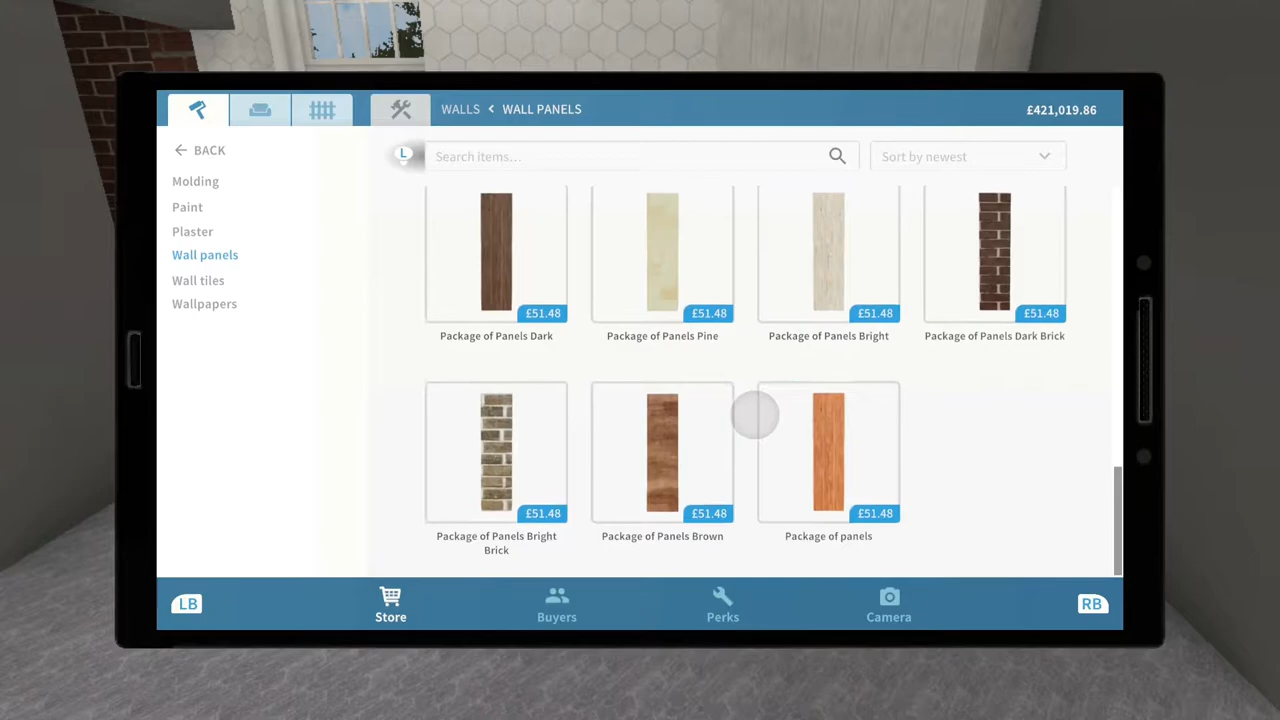 WALLS < WALL PANELS
£421,019.86
BACK
L
Search items...
Sort by newest
Molding
Paint
Plaster
Wall panels
Wall tiles
Wallpapers
£51.48
£51.48
£51.48
£51.48
Package of Panels Dark
Package of Panels Pine
Package of Panels Bright
Package of Panels Dark Brick
£51.48
£51.48
£51.48
Package of Panels Bright
Brick
Package of Panels Brown
Package of panels
LB
Store
Buyers
Perks
Camera
RB